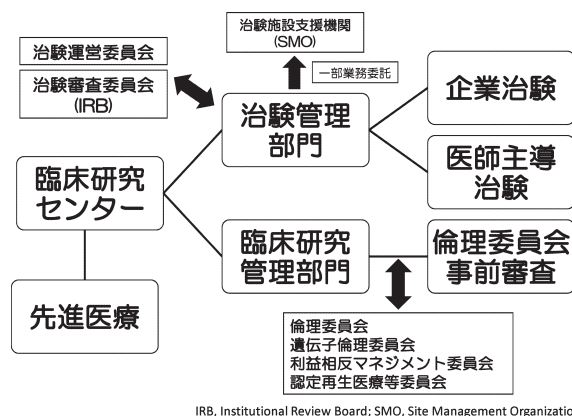 治験施設支援機関
(SMO)
治験運営委員会
治験審査委員会
(IRB)
一部業務委託
治験管理
部門
企業治験
医師主導
治験
臨床研究
センター
臨床研究
管理部門
倫理委員会
事前審査
先進医療
倫理委員会
遺伝子倫理委員会
利益相反マネジメント委員会
認定再生医療等委員会
IRB, Institutional Review Board; SMO, Site Management Organizatio